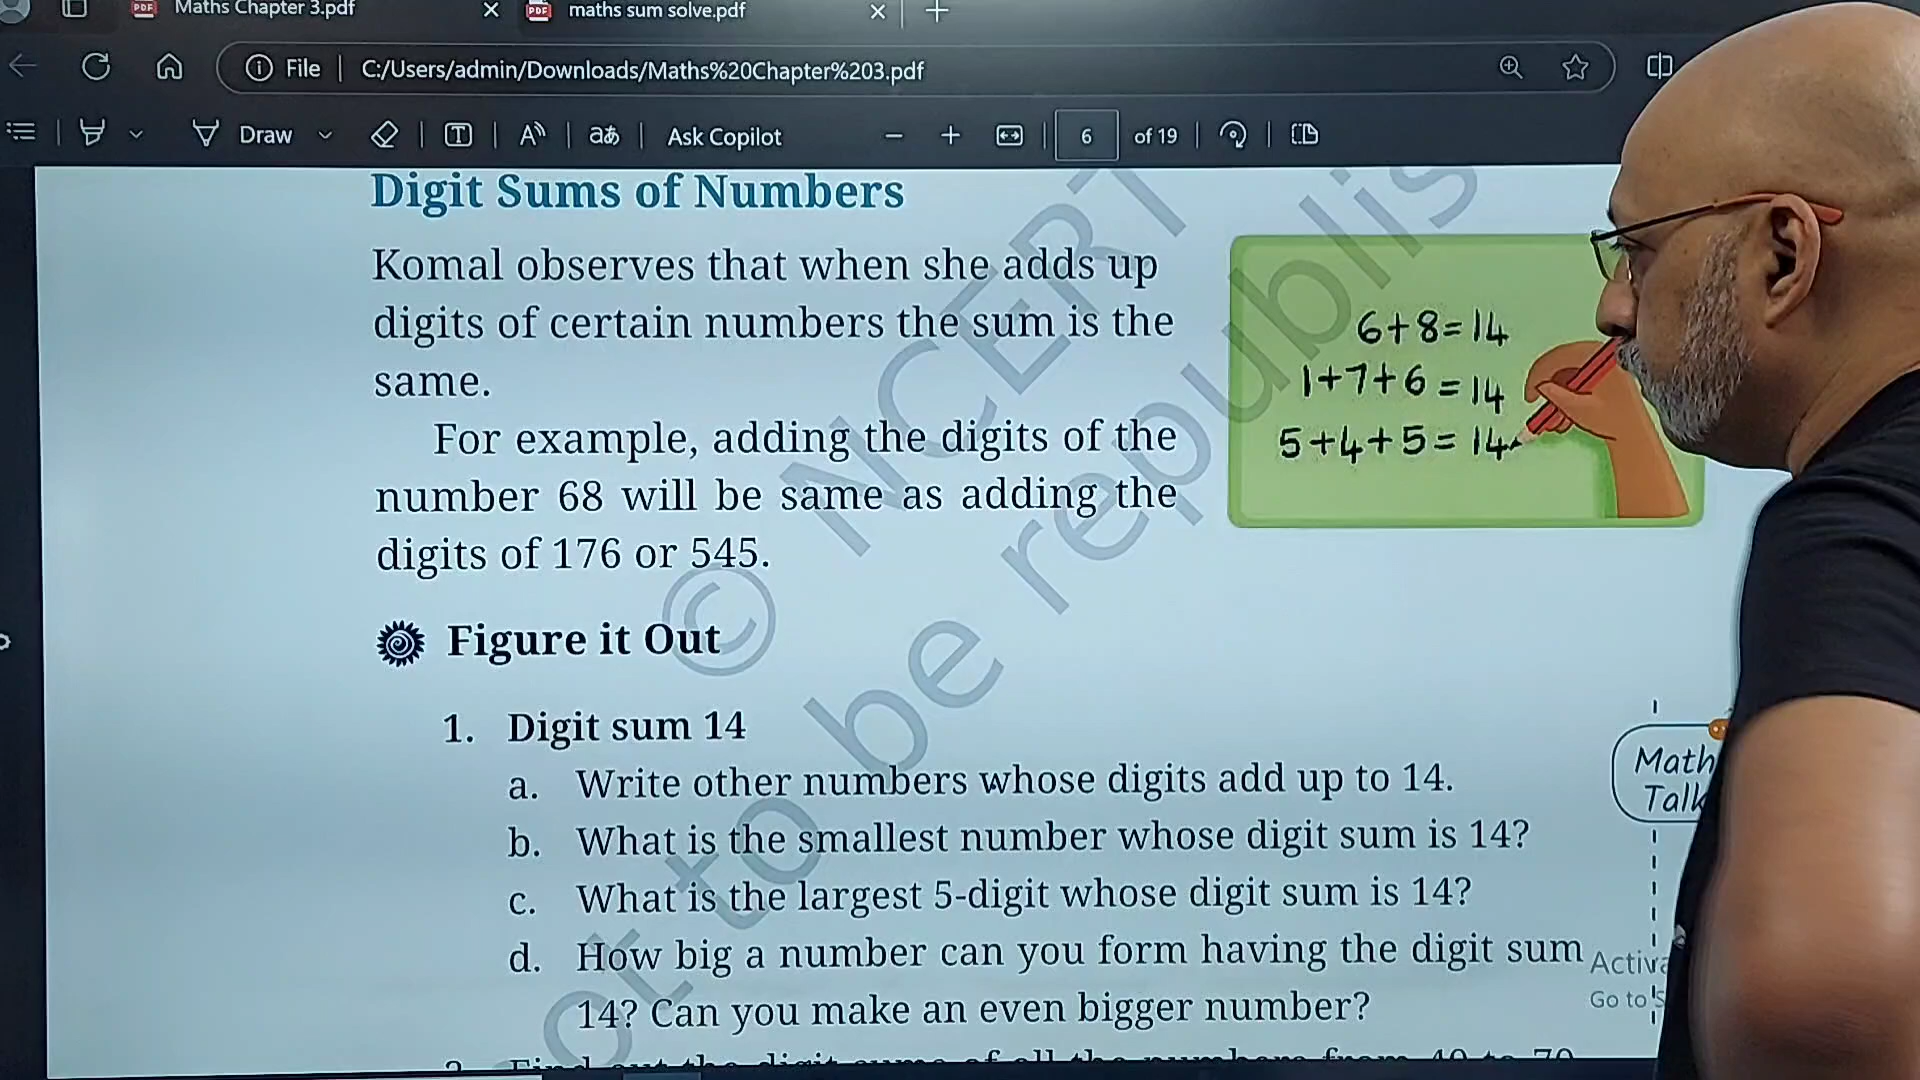 Maths Chapter 3.pdf
maths sum solve.pdf
File
C:/Users/admin/Downloads/Maths%20Chapter%203.pdf
Draw
Ask Copilot
6
of 19
Digit Sums of Numbers
Komal observes that when she adds up
digits of certain numbers the sum is the
same.
For example, adding the digits of the
number 68 will be same as adding the
digits of 176 or 545.
6+8=14
1+7+6=14
5+4+5=14
Figure it Out
1. Digit sum 14
a. Write other numbers whose digits add up to 14.
b. What is the smallest number whose digit sum is 14?
c. What is the largest 5-digit whose digit sum is 14?
d. How big a number can you form having the digit sum
14? Can you make an even bigger number?
Math
Talk
Go to
© NCERT
to be republis